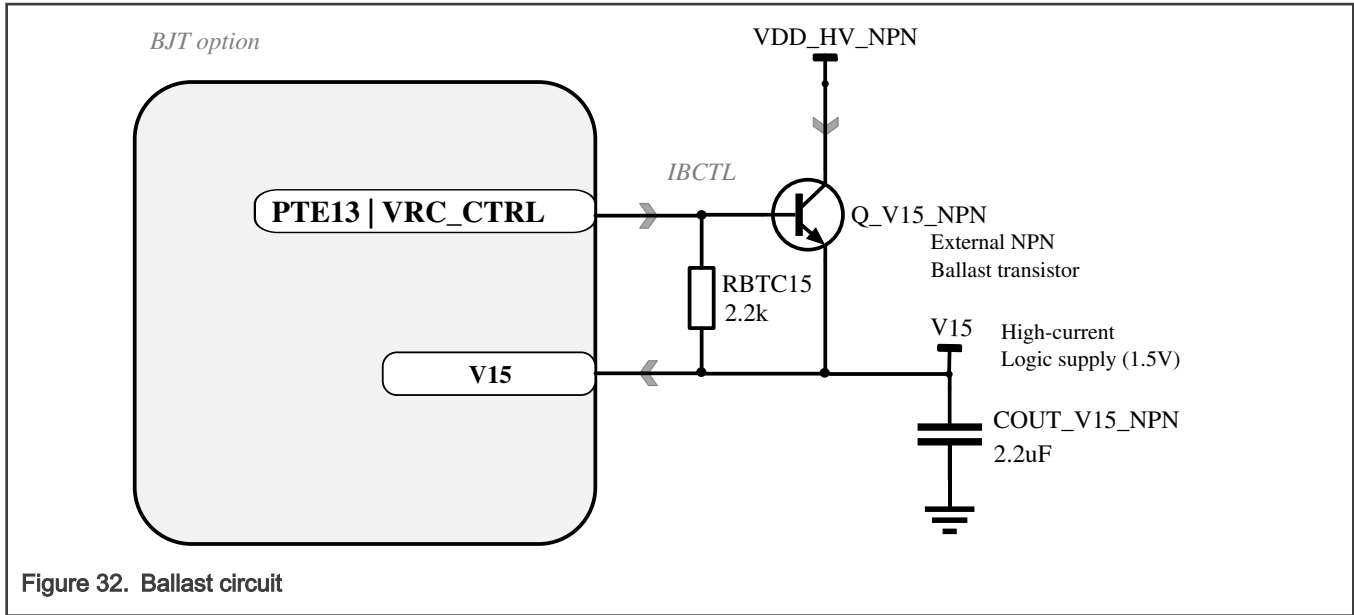 BJT option
VDD_HV_NPN
IBCTL
PTE13 | VRC_CTRL
Q_V15_NPN
External NPN
Ballast transistor
RBTC15
2.2k
V15
High-current
Logic supply (1.5V)
V15
COUT_V15_NPN
2.2uF
Figure 32. Ballast circuit